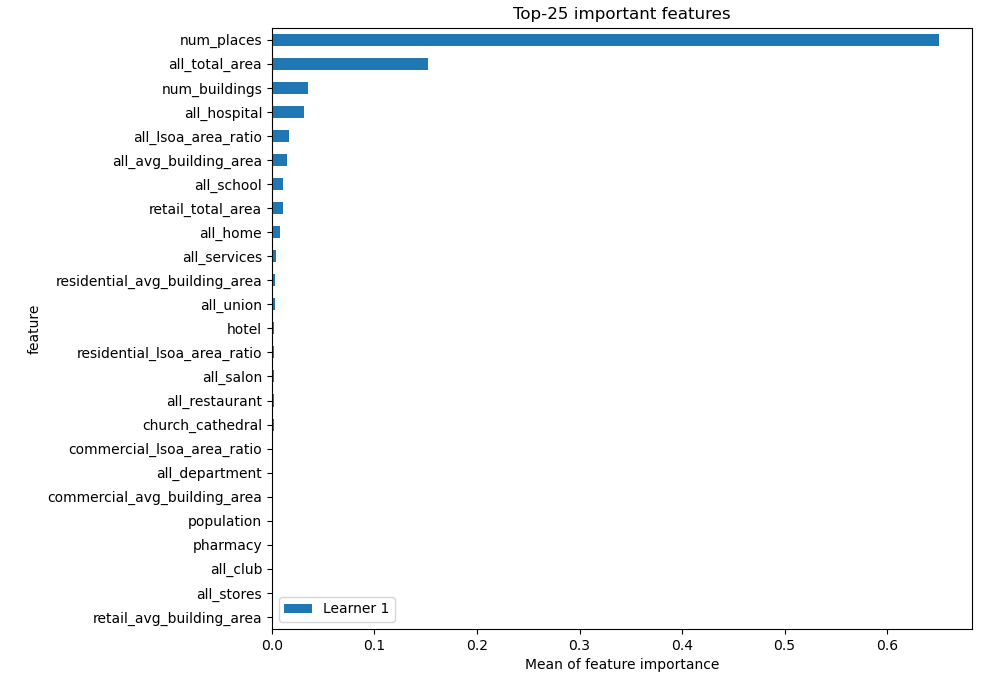 Top-25 important features
num_places
all_total_area
num_buildings
all_hospital
all_lsoa_area_ratio
all_avg_building_area
all_school
retail_total_area
all_home
all_services
residential_avg_building_area
all_union
hotel
residential_lsoa_area_ratio
all_salon
all_restaurant
church_cathedral
commercial_lsoa_area_ratio
all_department
commercial_avg_building_area
population
pharmacy
all_club
all_stores
retail_avg_building_area
feature
Learner 1
0.0 0.1 0.2 0.3 0.4 0.5 0.6
Mean of feature importance